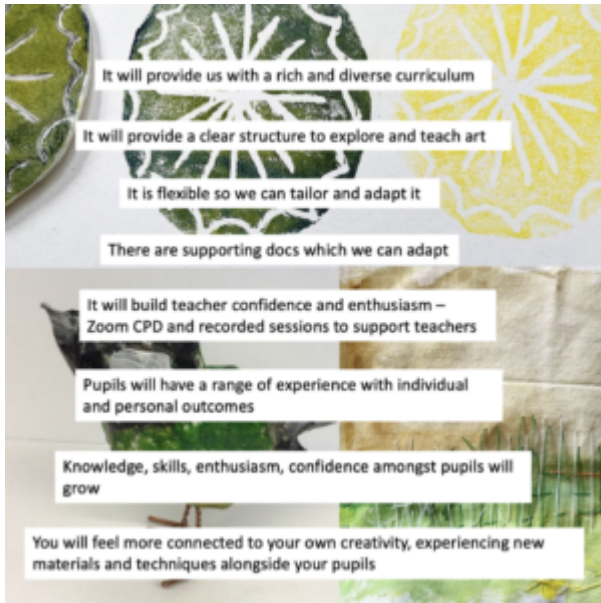 It will provide us with a rich and diverse curriculum
It will provide a clear structure to explore and teach art
It is flexible so we can tailor and adapt it
There are supporting docs which we can adapt
It will build teacher confidence and enthusiasm –
Zoom CPD and recorded sessions to support teachers
Pupils will have a range of experience with individual
and personal outcomes
Knowledge, skills, enthusiasm, confidence amongst pupils will
grow
You will feel more connected to your own creativity, experiencing new
materials and techniques alongside your pupils